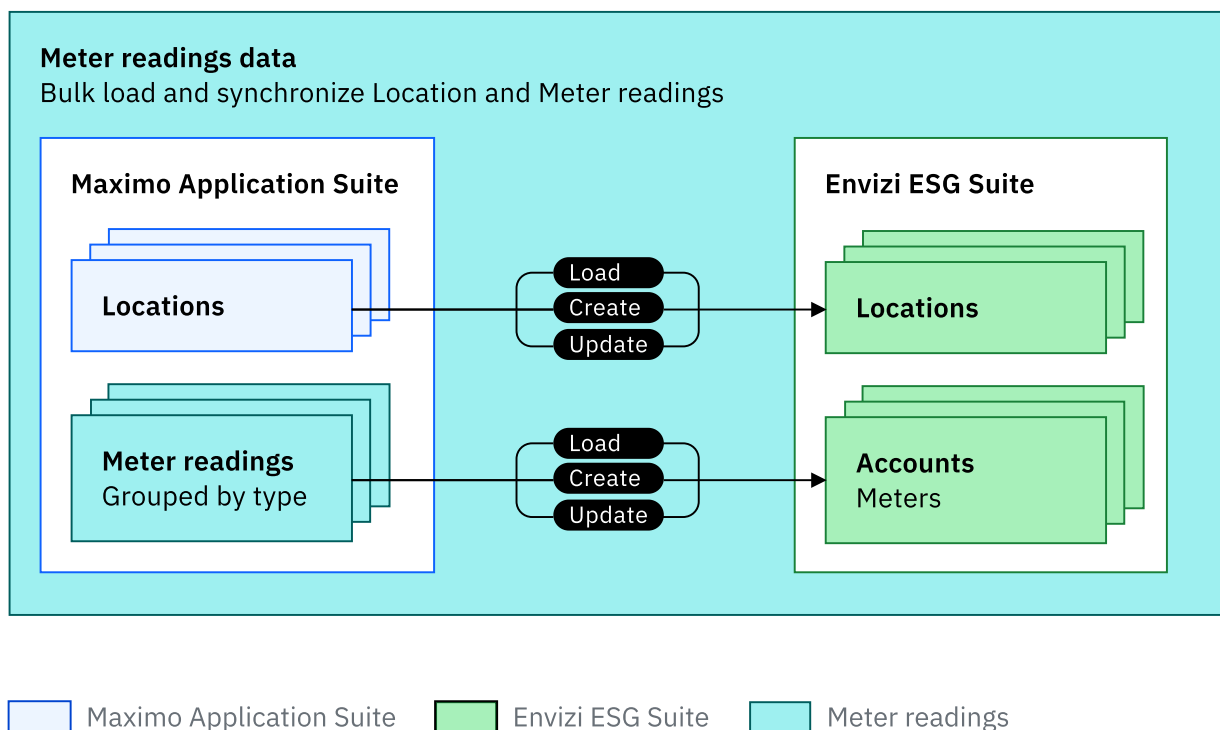 Meter readings data
Bulk load and synchronize Location and Meter readings
Maximo Application Suite
Locations
Meter readings
Grouped by type
Load
Create
Update
Load
Create
Update
Envizi ESG Suite
Locations
Accounts
Meters
Maximo Application Suite
Envizi ESG Suite
Meter readings